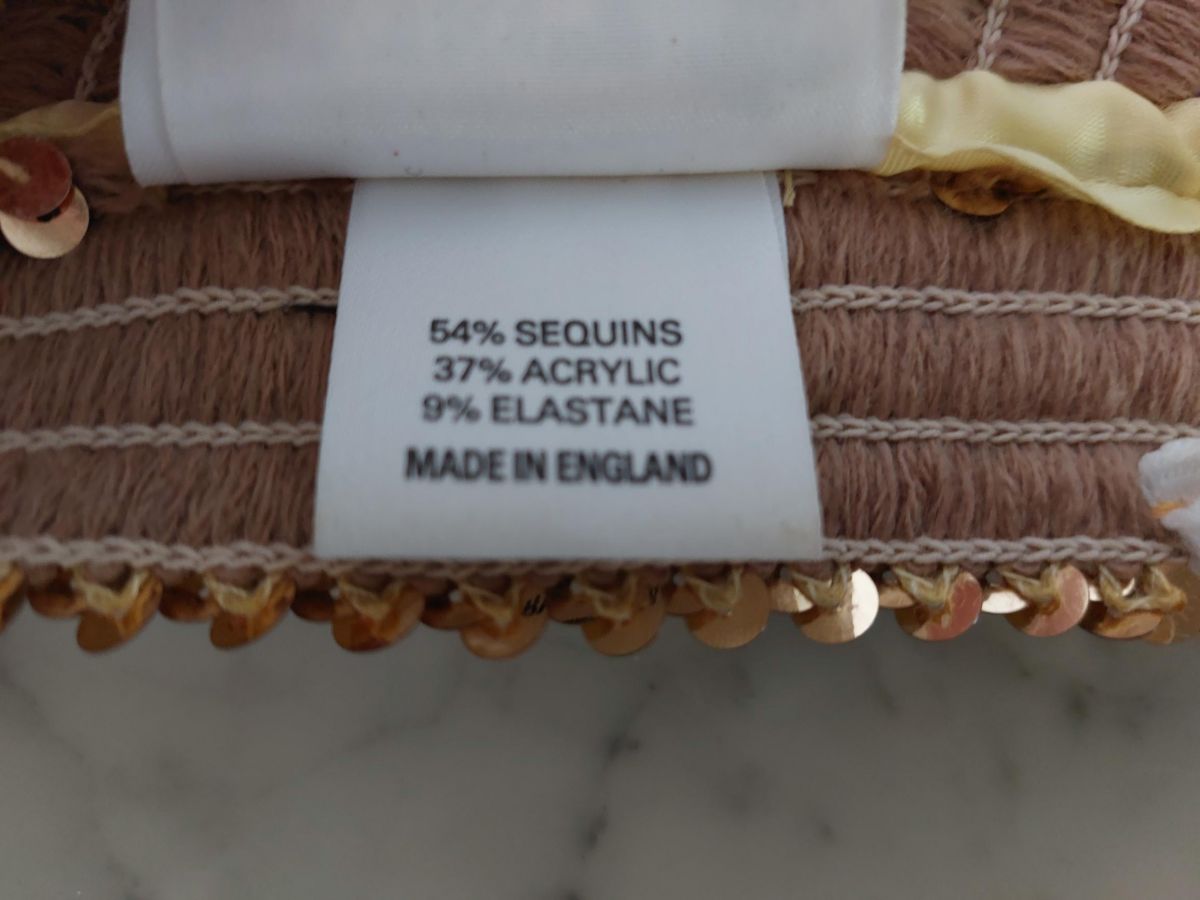 54% SEQUINS
37% ACRYLIC
9% ELASTANE
MADE IN ENGLAND